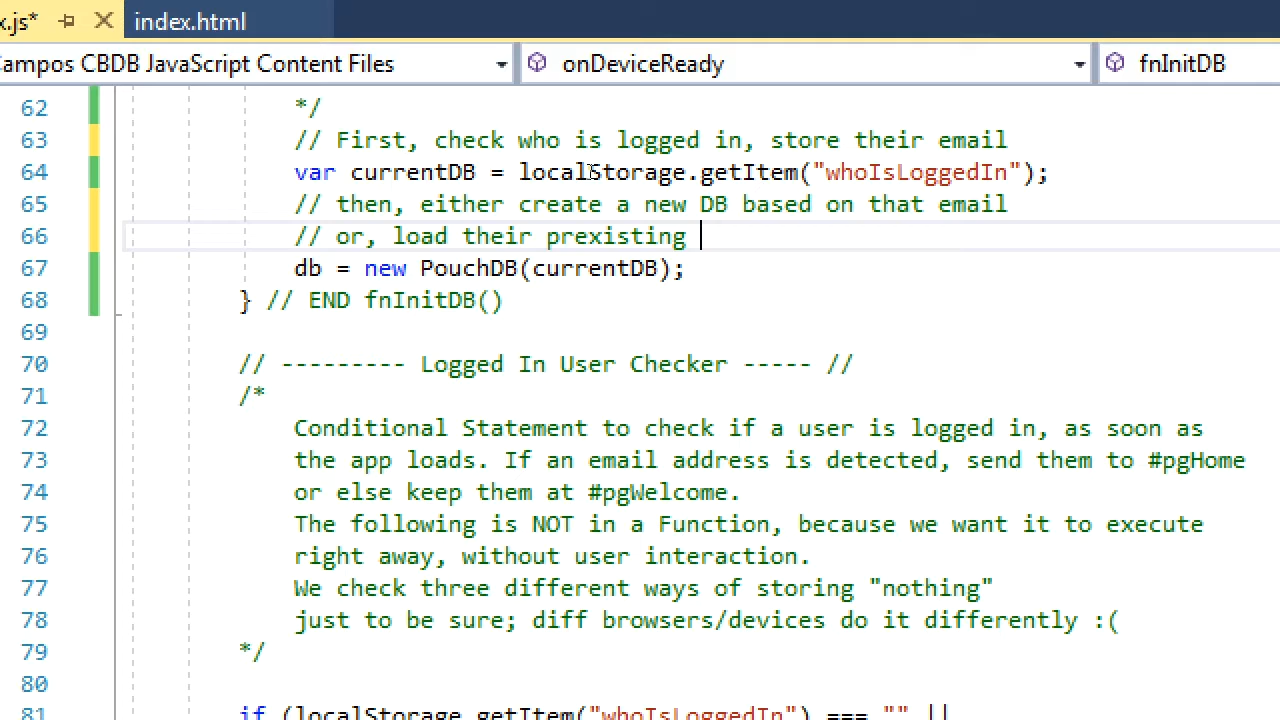 x.js* index.html
ampos CBDB JavaScript Content Files onDeviceReady fnInitDB
62 */
63 // First, check who is logged in, store their email
64 var currentDB = localStorage.getItem("whoIsLoggedIn");
65 // then, either create a new DB based on that email
66 // or, load their prexisting
67 db = new PouchDB(currentDB);
68 } // END fnInitDB()
69
70 // --------- Logged In User Checker ----- //
71 /*
72 Conditional Statement to check if a user is logged in, as soon as
73 the app loads. If an email address is detected, send them to #pgHome
74 or else keep them at #pgWelcome.
75 The following is NOT in a Function, because we want it to execute
76 right away, without user interaction.
77 We check three different ways of storing "nothing"
78 just to be sure; diff browsers/devices do it differently :(
79 */
80
81 if (localStorage.getItem("whoIsLoggedIn") === "" ||